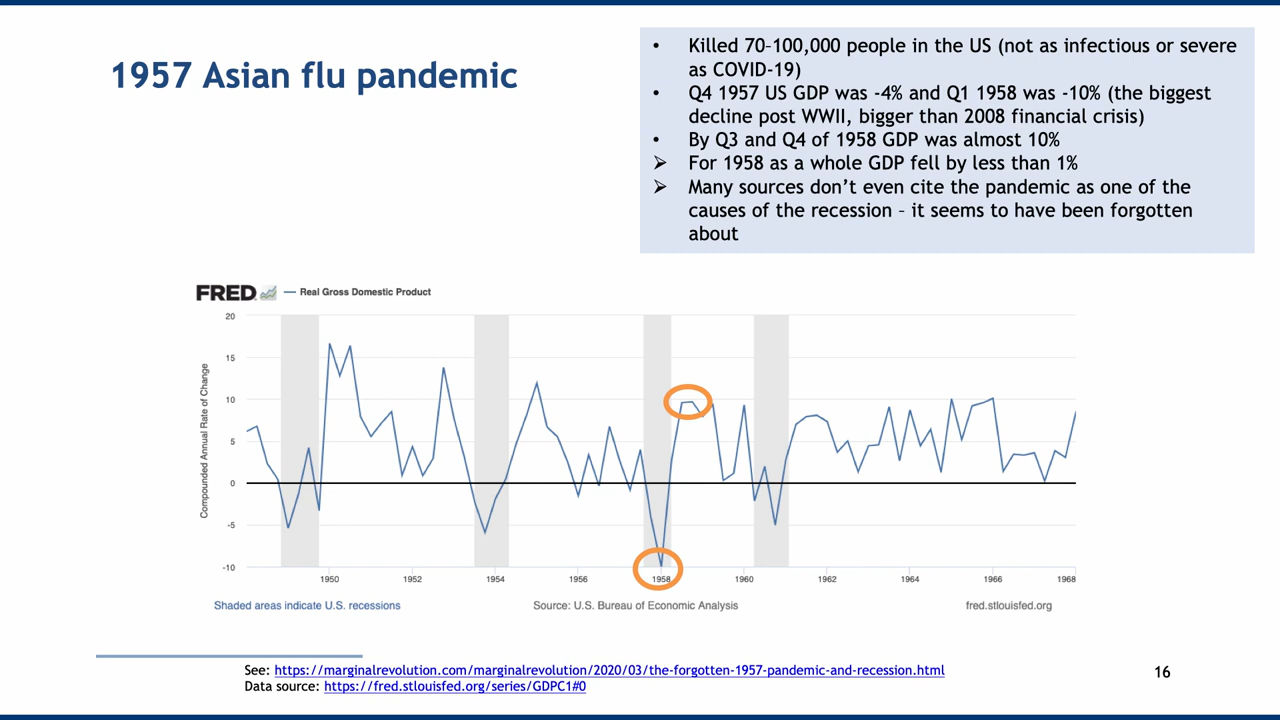 1957 Asian flu pandemic
• Killed 70–100,000 people in the US (not as infectious or severe
as COVID-19)
• Q4 1957 US GDP was -4% and Q1 1958 was -10% (the biggest
decline post WWII, bigger than 2008 financial crisis)
• By Q3 and Q4 of 1958 GDP was almost 10%
➢ For 1958 as a whole GDP fell by less than 1%
➢ Many sources don’t even cite the pandemic as one of the
causes of the recession – it seems to have been forgotten
about
FRED — Real Gross Domestic Product
Compounded Annual Rate of Change
20
15
10
5
0
-5
-10
1950 1952 1954 1956 1958 1960 1962 1964 1966 1968
Shaded areas indicate U.S. recessions Source: U.S. Bureau of Economic Analysis fred.stlouisfed.org
See: https://marginalrevolution.com/marginalrevolution/2020/03/the-forgotten-1957-pandemic-and-recession.html
Data source: https://fred.stlouisfed.org/series/GDPC1#0
16